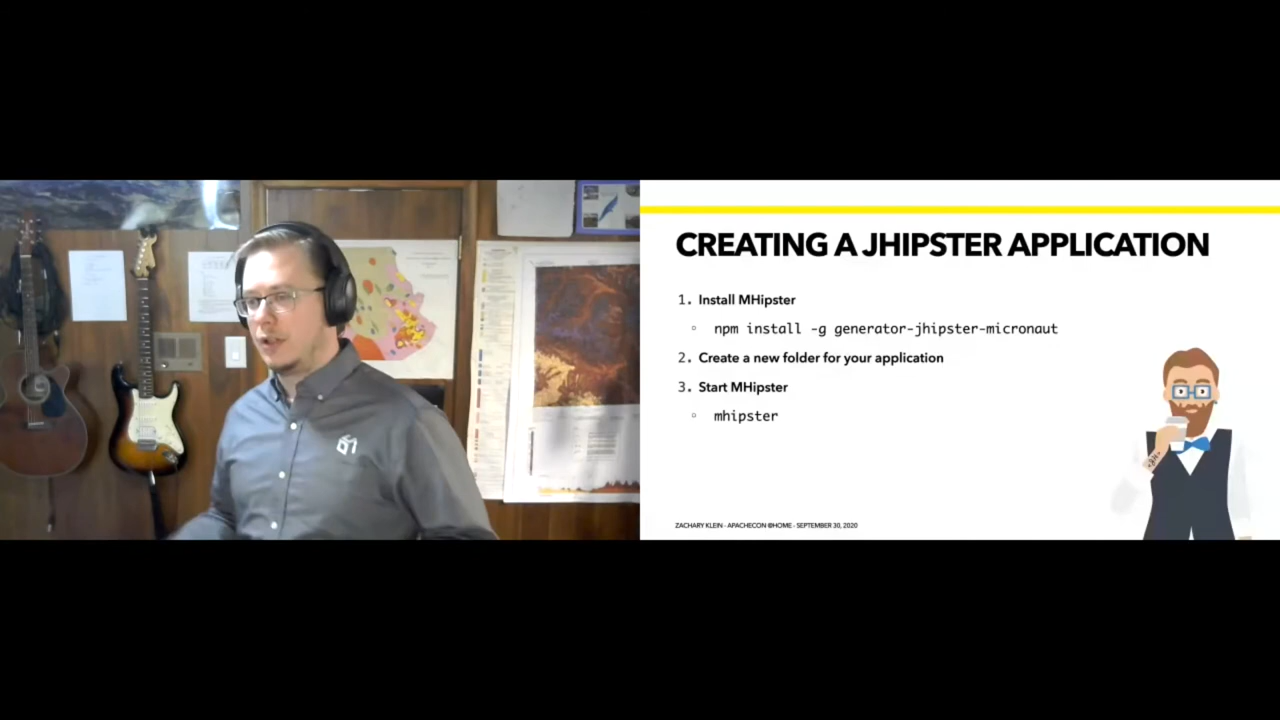 CREATING A JHIPSTER APPLICATION
1. Install MHipster
◦ npm install -g generator-jhipster-micronaut
2. Create a new folder for your application
3. Start MHipster
◦ mhipster
ZACHARY KLEIN - APACHECON @HOME - SEPTEMBER 30, 2020